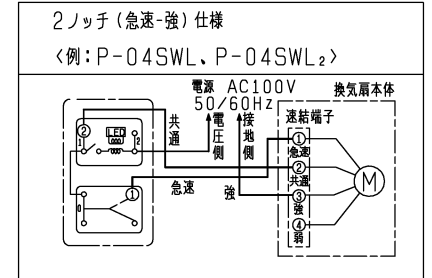 2ノッチ(急速-強)仕様
〈例:P-04SWL、P-04SWL₂〉
電源 AC100V
50/60Hz
換気扇本体
共通
電圧側
接地側
速結端子
② LED
1 2
① 急速
② 共通
③ 強
④ 弱
M
0 ①
急速
強